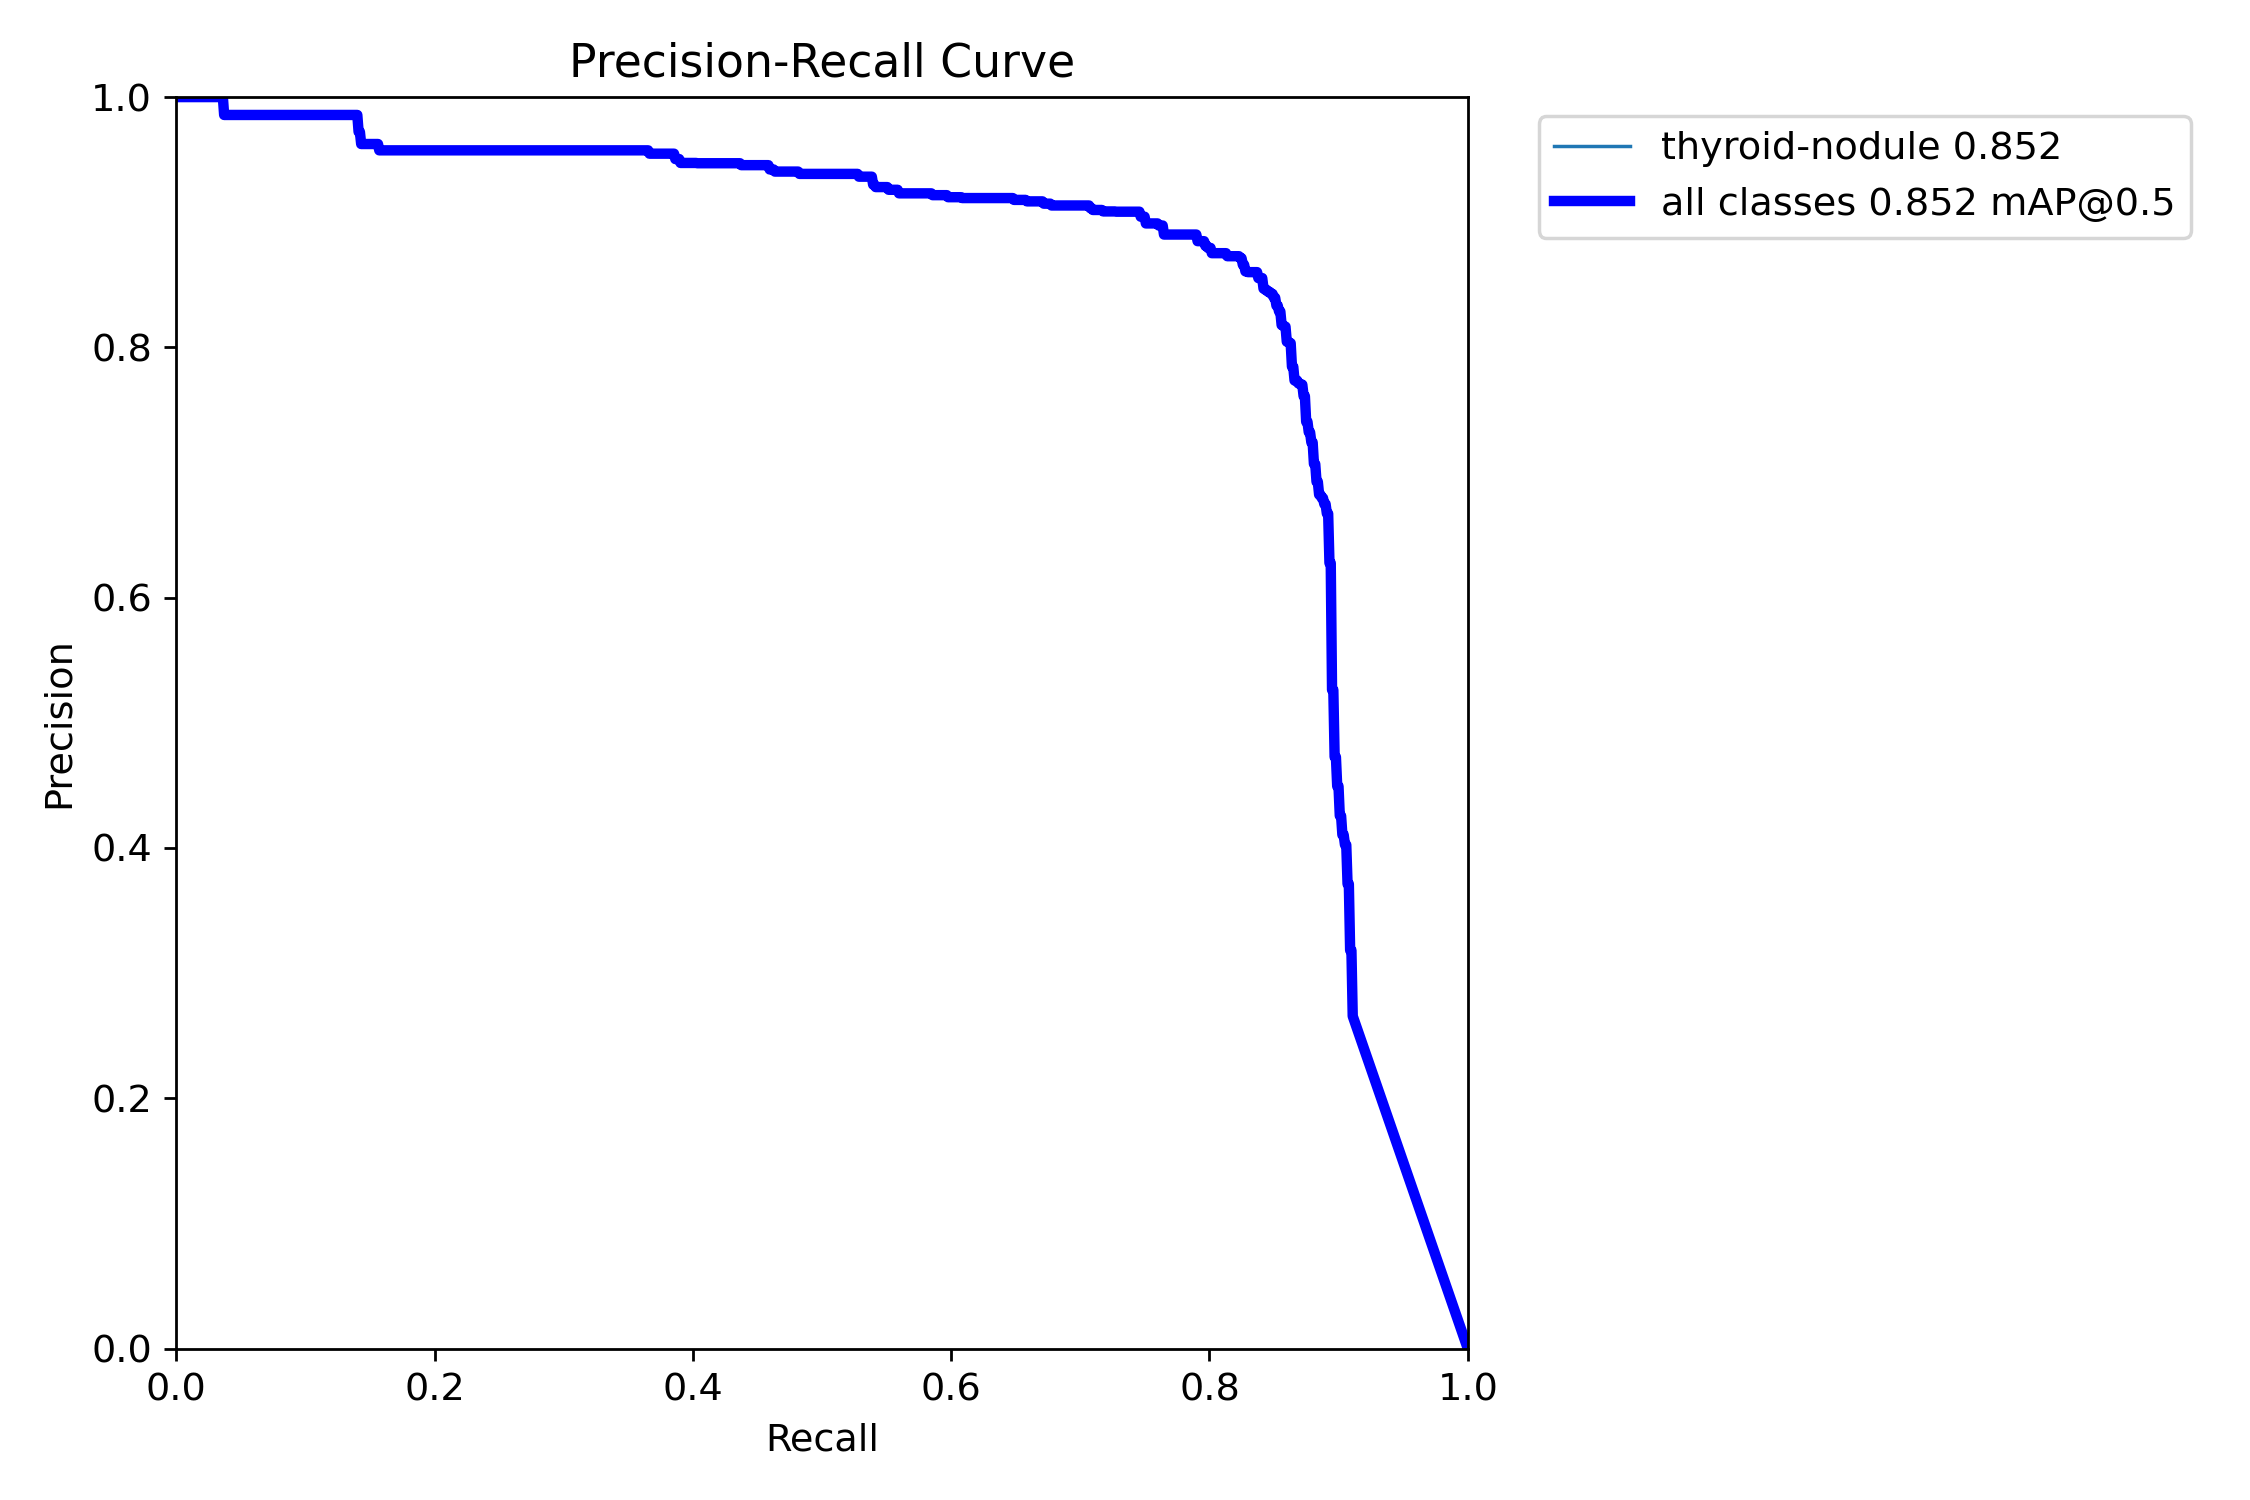 Precision-Recall Curve
1.0
0.8
0.6
0.4
0.2
0.0
Precision
0.0 0.2 0.4 0.6 0.8 1.0
Recall
thyroid-nodule 0.852
all classes 0.852 mAP@0.5